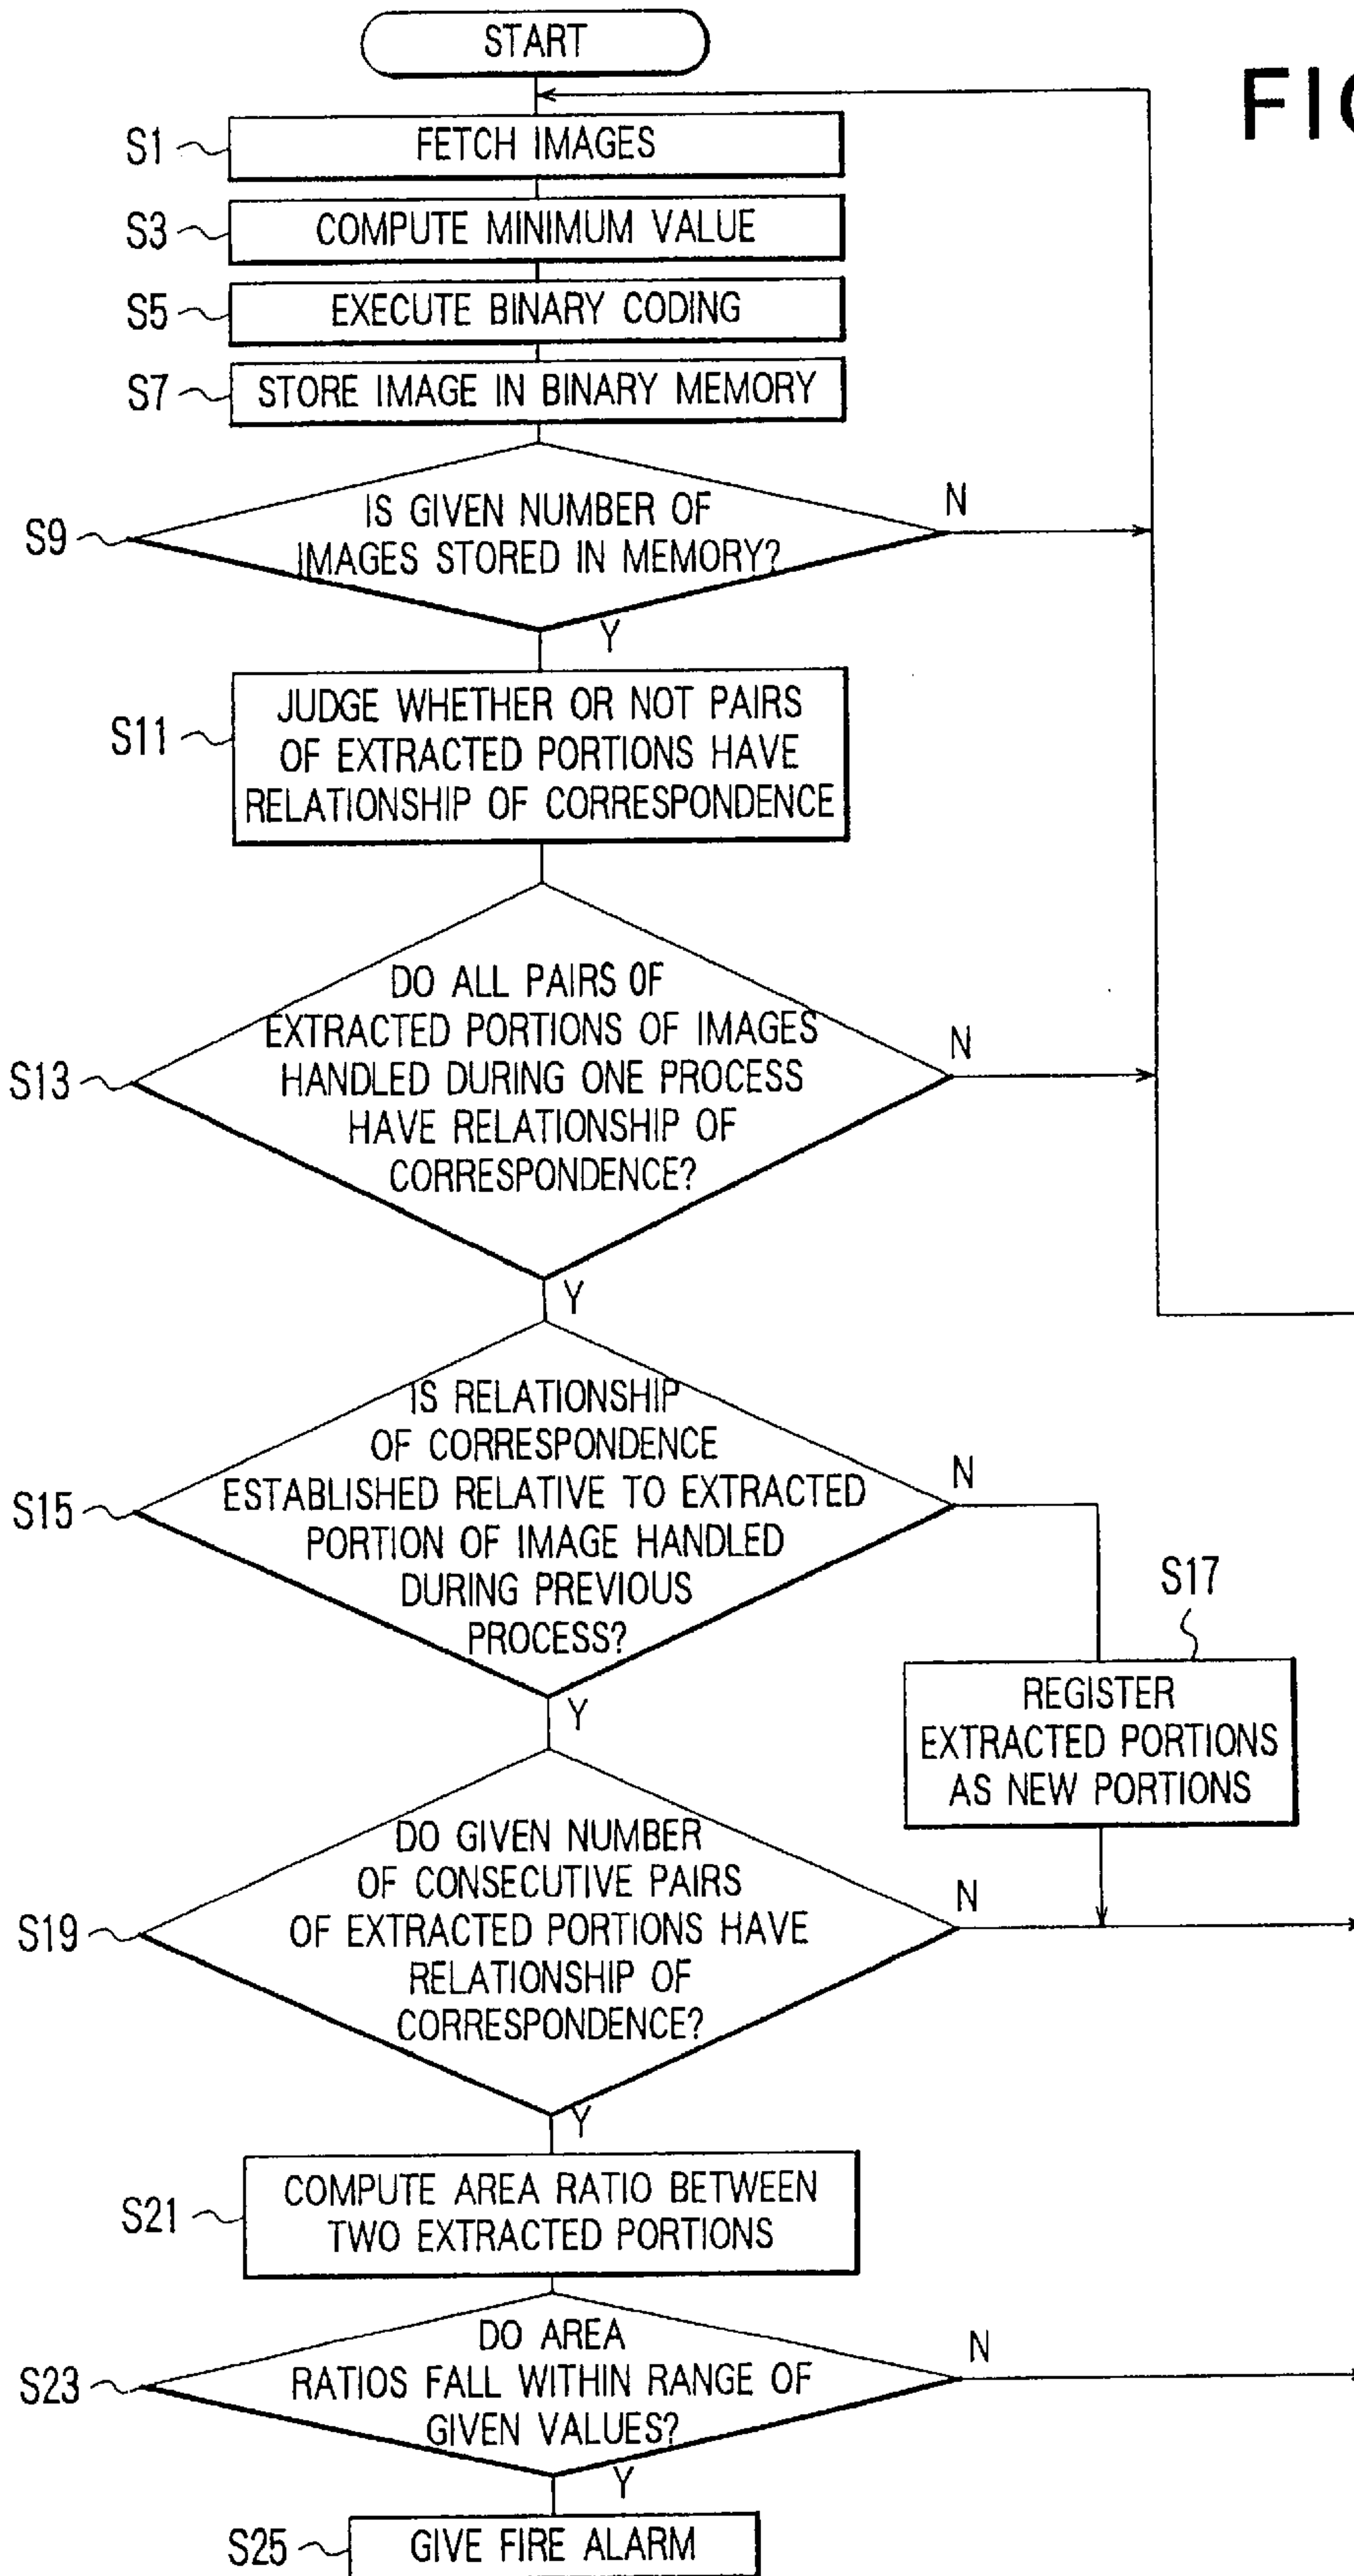 START
FIG
S1
FETCH IMAGES
S3
COMPUTE MINIMUM VALUE
S5
EXECUTE BINARY CODING
S7
STORE IMAGE IN BINARY MEMORY
S9
IS GIVEN NUMBER OF
IMAGES STORED IN MEMORY?
N
Y
S11
JUDGE WHETHER OR NOT PAIRS
OF EXTRACTED PORTIONS HAVE
RELATIONSHIP OF CORRESPONDENCE
S13
DO ALL PAIRS OF
EXTRACTED PORTIONS OF IMAGES
HANDLED DURING ONE PROCESS
HAVE RELATIONSHIP OF
CORRESPONDENCE?
N
Y
S15
IS RELATIONSHIP
OF CORRESPONDENCE
ESTABLISHED RELATIVE TO EXTRACTED
PORTION OF IMAGE HANDLED
DURING PREVIOUS
PROCESS?
N
Y
S17
REGISTER
EXTRACTED PORTIONS
AS NEW PORTIONS
S19
DO GIVEN NUMBER
OF CONSECUTIVE PAIRS
OF EXTRACTED PORTIONS HAVE
RELATIONSHIP OF
CORRESPONDENCE?
N
Y
S21
COMPUTE AREA RATIO BETWEEN
TWO EXTRACTED PORTIONS
S23
DO AREA
RATIOS FALL WITHIN RANGE OF
GIVEN VALUES?
N
Y
S25
GIVE FIRE ALARM